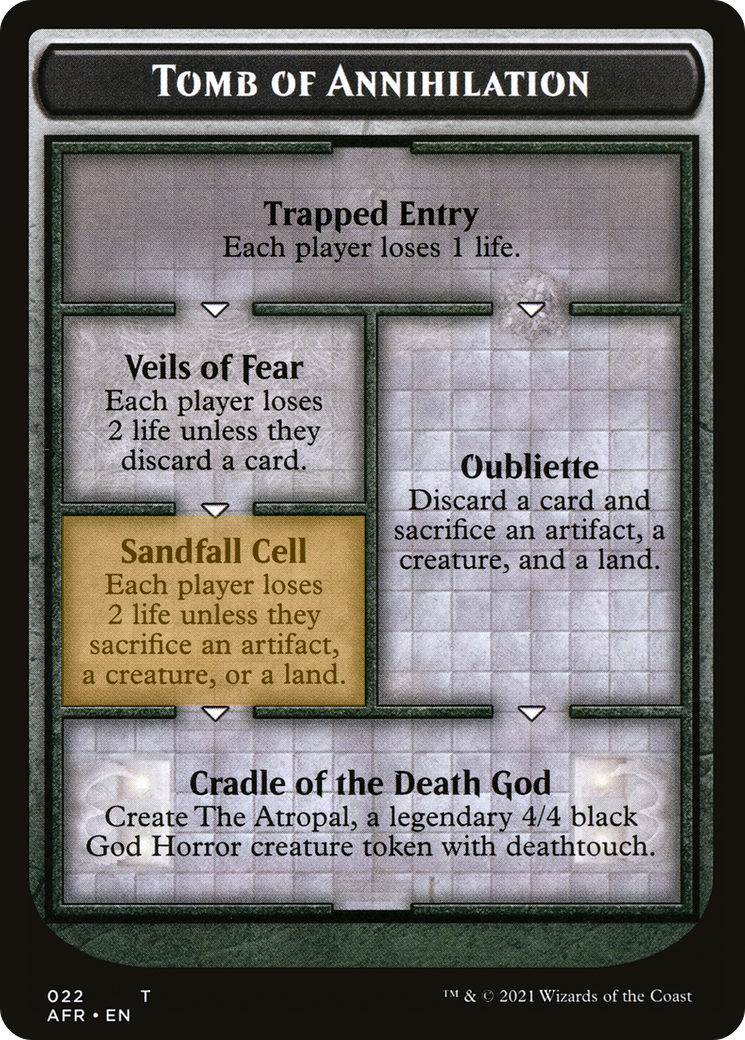 Tomb of Annihilation
Trapped Entry
Each player loses 1 life.
Veils of Fear
Each player loses
2 life unless they
discard a card.
Oubliette
Discard a card and
sacrifice an artifact, a
creature, and a land.
Sandfall Cell
Each player loses
2 life unless they
sacrifice an artifact,
a creature, or a land.
Cradle of the Death God
Create The Atropal, a legendary 4/4 black
God Horror creature token with deathtouch.
022 T
AFR • EN
™ & © 2021 Wizards of the Coast